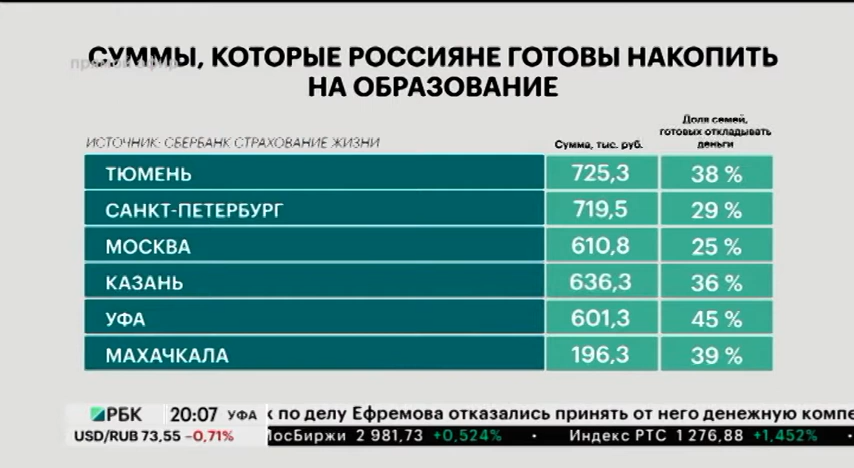 СУММЫ, КОТОРЫЕ РОССИЯНЕ ГОТОВЫ НАКОПИТЬ
НА ОБРАЗОВАНИЕ
прямой эфир
ИСТОЧНИК: СБЕРБАНК СТРАХОВАНИЕ ЖИЗНИ
Сумма, тыс. руб.
Доля семей,
готовых откладывать
деньги
ТЮМЕНЬ 725,3 38 %
САНКТ-ПЕТЕРБУРГ 719,5 29 %
МОСКВА 610,8 25 %
КАЗАНЬ 636,3 36 %
УФА 601,3 45 %
МАХАЧКАЛА 196,3 39 %
РБК 20:07 УФА к по делу Ефремова отказались принять от него денежную компе
USD/RUB 73,55 -0,71% МосБиржи 2 981,73 +0,524% · Индекс РТС 1 276,88 +1,452% ·